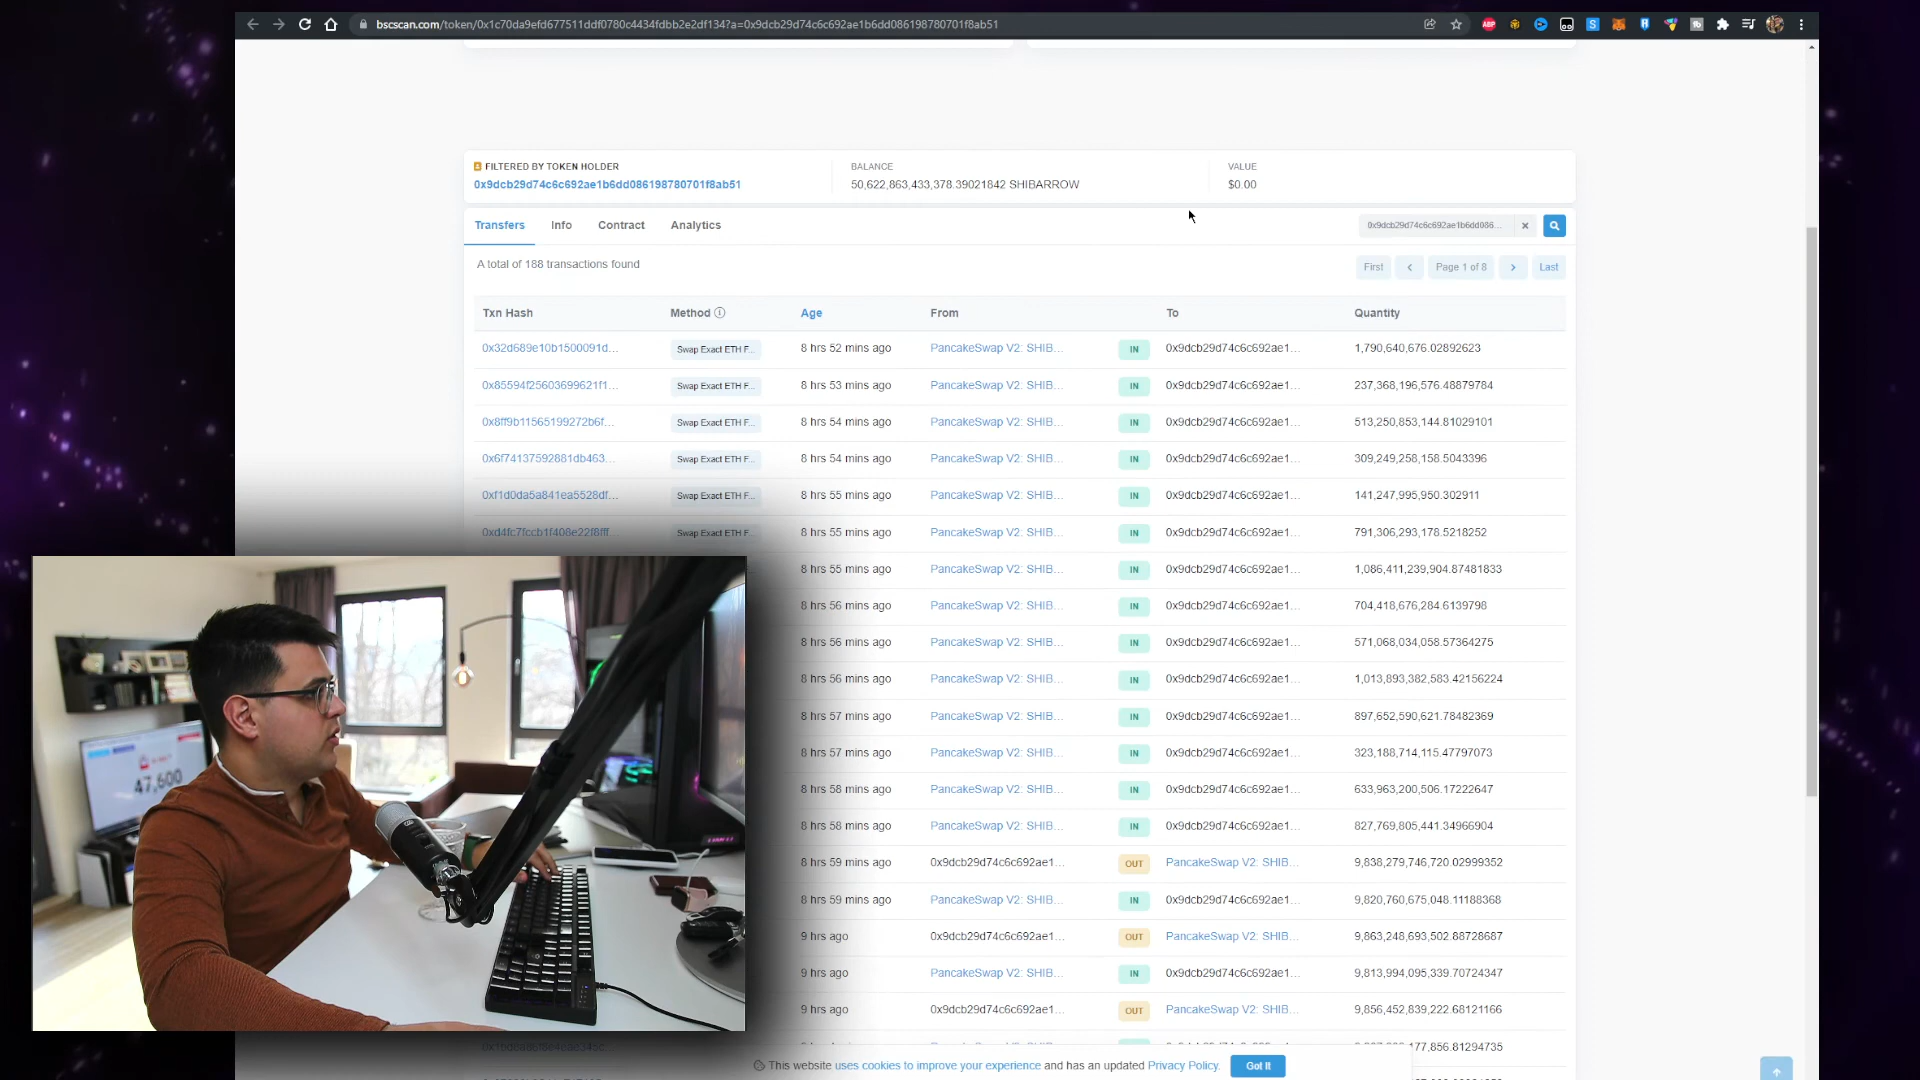 bscscan.com/token/0x1c70da9efd677511ddf0780c4434fdbb2e2df134?a=0x9dcb29d74c6c692ae1b6dd086198780701f8ab51
FILTERED BY TOKEN HOLDER
0x9dcb29d74c6c692ae1b6dd086198780701f8ab51
BALANCE
50,622,863,433,378.39021842 SHIBARROW
VALUE
$0.00
Transfers Info Contract Analytics
0x9dcb29d74c6c692ae1b6dd086...
A total of 188 transactions found
First Page 1 of 8 Last
Txn Hash Method Age From To Quantity
0x32d689e10b1500091d... Swap Exact ETH F... 8 hrs 52 mins ago PancakeSwap V2: SHIB... IN 0x9dcb29d74c6c692ae1... 1,790,640,676.02892623
0x85594f25603699621f1... Swap Exact ETH F... 8 hrs 53 mins ago PancakeSwap V2: SHIB... IN 0x9dcb29d74c6c692ae1... 237,368,196,576.48879784
0x8ff9b11565199272b6f... Swap Exact ETH F... 8 hrs 54 mins ago PancakeSwap V2: SHIB... IN 0x9dcb29d74c6c692ae1... 513,250,853,144.81029101
0x6f74137592881db463... Swap Exact ETH F... 8 hrs 54 mins ago PancakeSwap V2: SHIB... IN 0x9dcb29d74c6c692ae1... 309,249,258,158.5043396
0xf1d0da5a841ea5528df... Swap Exact ETH F... 8 hrs 55 mins ago PancakeSwap V2: SHIB... IN 0x9dcb29d74c6c692ae1... 141,247,995,950.302911
0xd4fc7fccb1f408e22f8fff... Swap Exact ETH F... 8 hrs 55 mins ago PancakeSwap V2: SHIB... IN 0x9dcb29d74c6c692ae1... 791,306,293,178.5218252
8 hrs 55 mins ago PancakeSwap V2: SHIB... IN 0x9dcb29d74c6c692ae1... 1,086,411,239,904.87481833
8 hrs 56 mins ago PancakeSwap V2: SHIB... IN 0x9dcb29d74c6c692ae1... 704,418,676,284.6139798
8 hrs 56 mins ago PancakeSwap V2: SHIB... IN 0x9dcb29d74c6c692ae1... 571,068,034,058.57364275
8 hrs 56 mins ago PancakeSwap V2: SHIB... IN 0x9dcb29d74c6c692ae1... 1,013,893,382,583.42156224
8 hrs 57 mins ago PancakeSwap V2: SHIB... IN 0x9dcb29d74c6c692ae1... 897,652,590,621.78482369
8 hrs 57 mins ago PancakeSwap V2: SHIB... IN 0x9dcb29d74c6c692ae1... 323,188,714,115.47797073
8 hrs 58 mins ago PancakeSwap V2: SHIB... IN 0x9dcb29d74c6c692ae1... 633,963,200,506.17222647
8 hrs 58 mins ago PancakeSwap V2: SHIB... IN 0x9dcb29d74c6c692ae1... 827,769,805,441.34966904
8 hrs 59 mins ago 0x9dcb29d74c6c692ae1... OUT PancakeSwap V2: SHIB... 9,838,279,746,720.02999352
8 hrs 59 mins ago PancakeSwap V2: SHIB... IN 0x9dcb29d74c6c692ae1... 9,820,760,675,048.11188368
9 hrs ago 0x9dcb29d74c6c692ae1... OUT PancakeSwap V2: SHIB... 9,863,248,693,502.88728687
9 hrs ago PancakeSwap V2: SHIB... IN 0x9dcb29d74c6c692ae1... 9,813,994,095,339.70724347
9 hrs ago 0x9dcb29d74c6c692ae1... OUT PancakeSwap V2: SHIB... 9,856,452,839,222.68121166
177,856.81294735
This website uses cookies to improve your experience and has an updated Privacy Policy. Got It
47,600